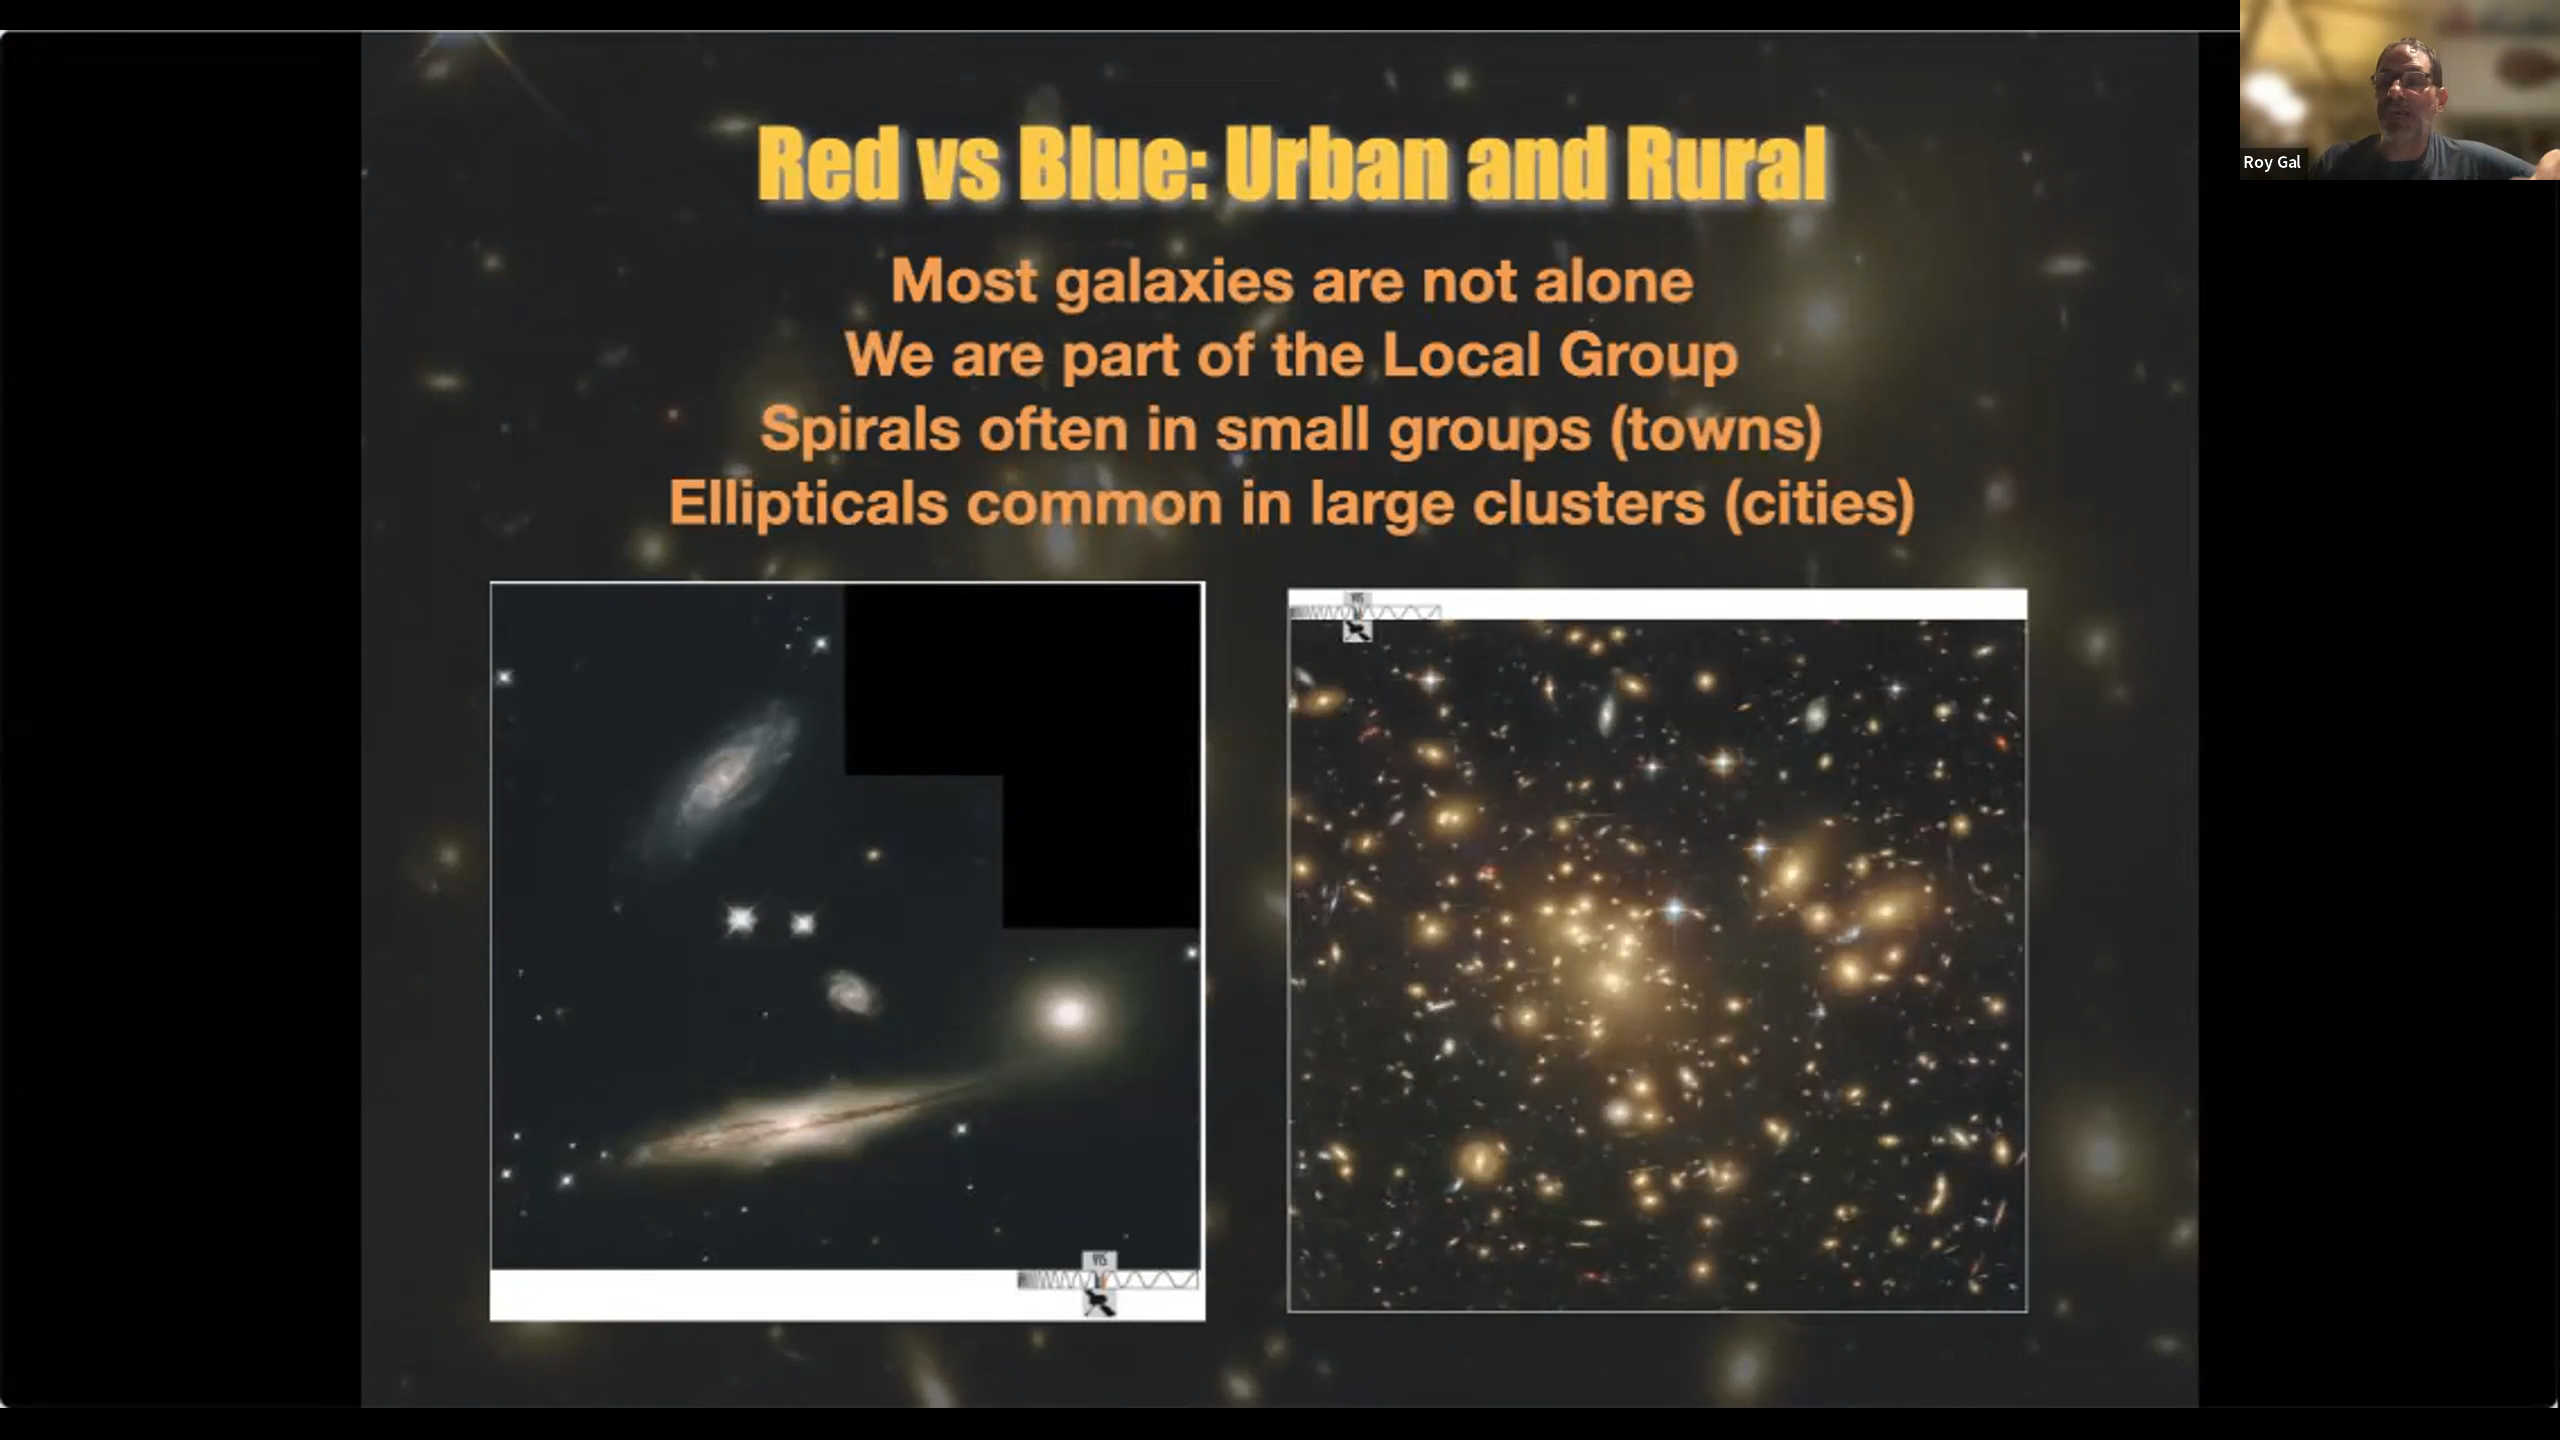 Roy Gal
Red vs Blue: Urban and Rural
Most galaxies are not alone
We are part of the Local Group
Spirals often in small groups (towns)
Ellipticals common in large clusters (cities)